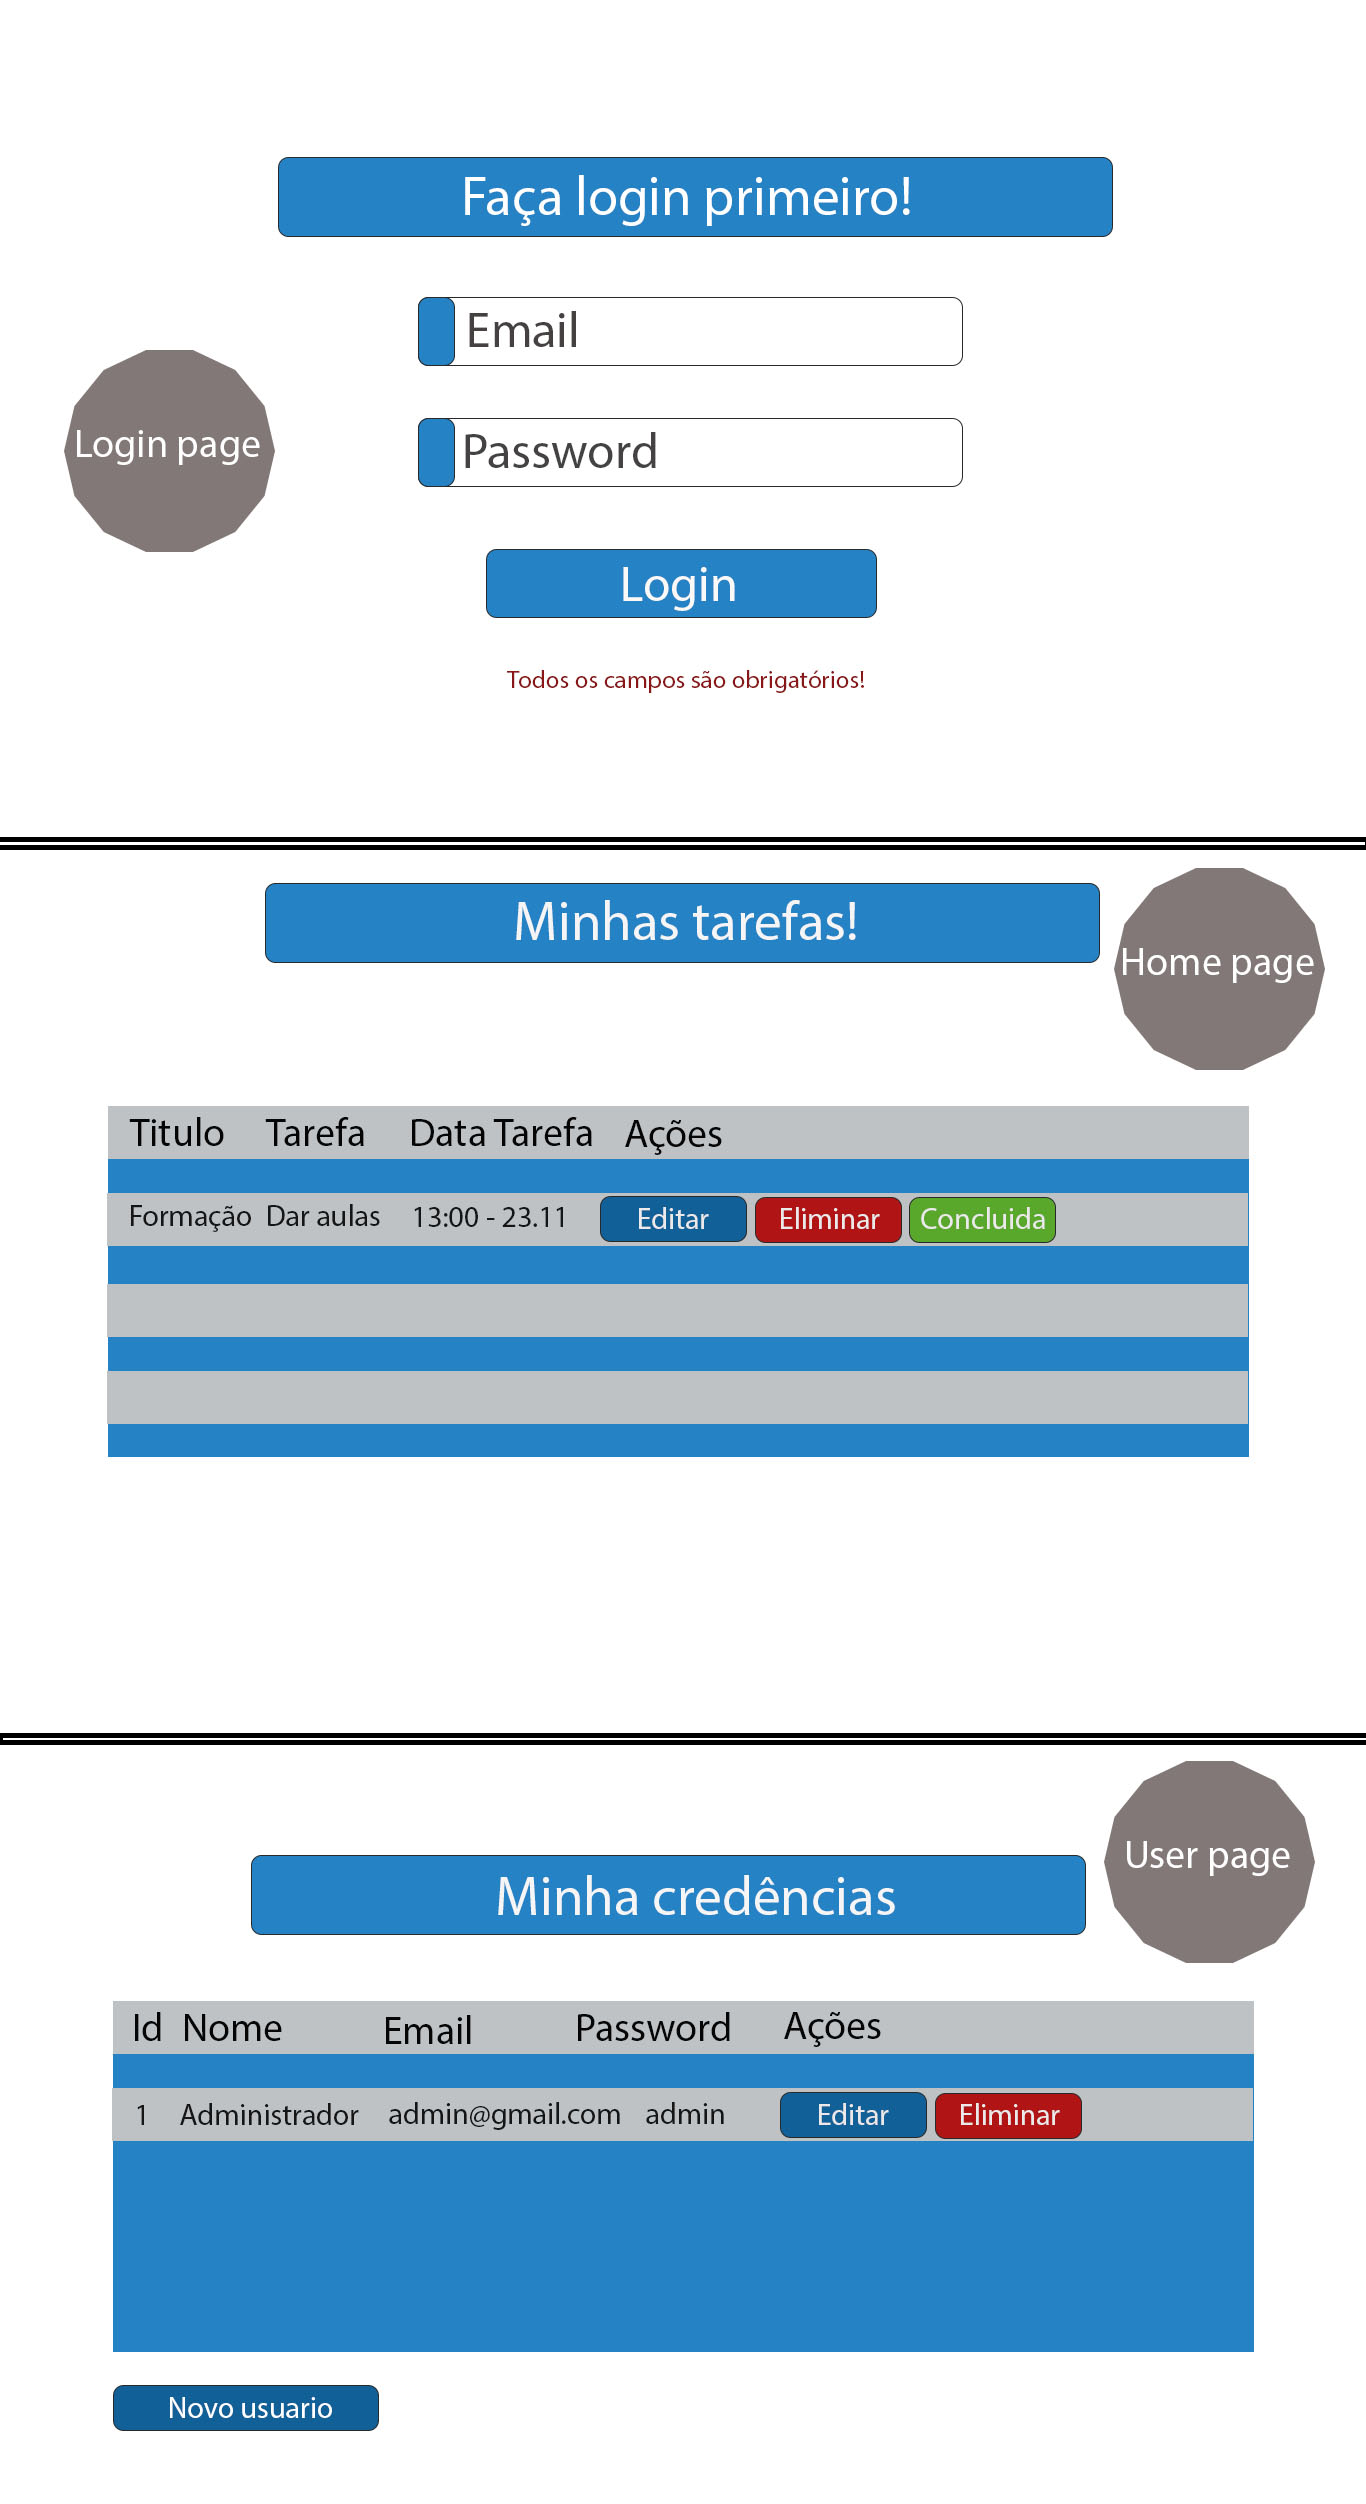 Faça login primeiro!
Email
Login page
Password
Login
Todos os campos são obrigatórios!
Minhas tarefas!
Home page
Titulo Tarefa Data Tarefa Ações
Formação Dar aulas 13:00 - 23.11 Editar Eliminar Concluida
User page
Minha credências
Id Nome Email Password Ações
1 Administrador admin@gmail.com admin Editar Eliminar
Novo usuario